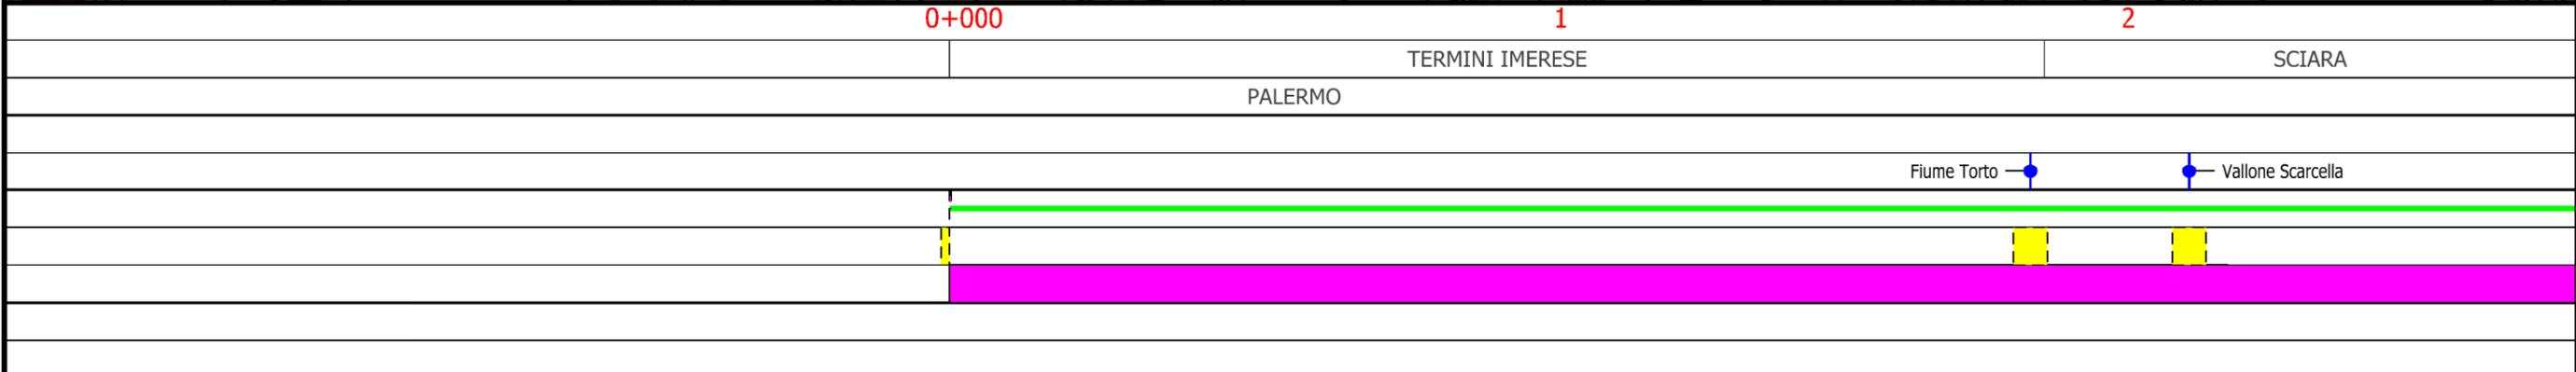 0+000 1 2
TERMINI IMERESE SCIARA
PALERMO
Fiume Torto Vallone Scarcella